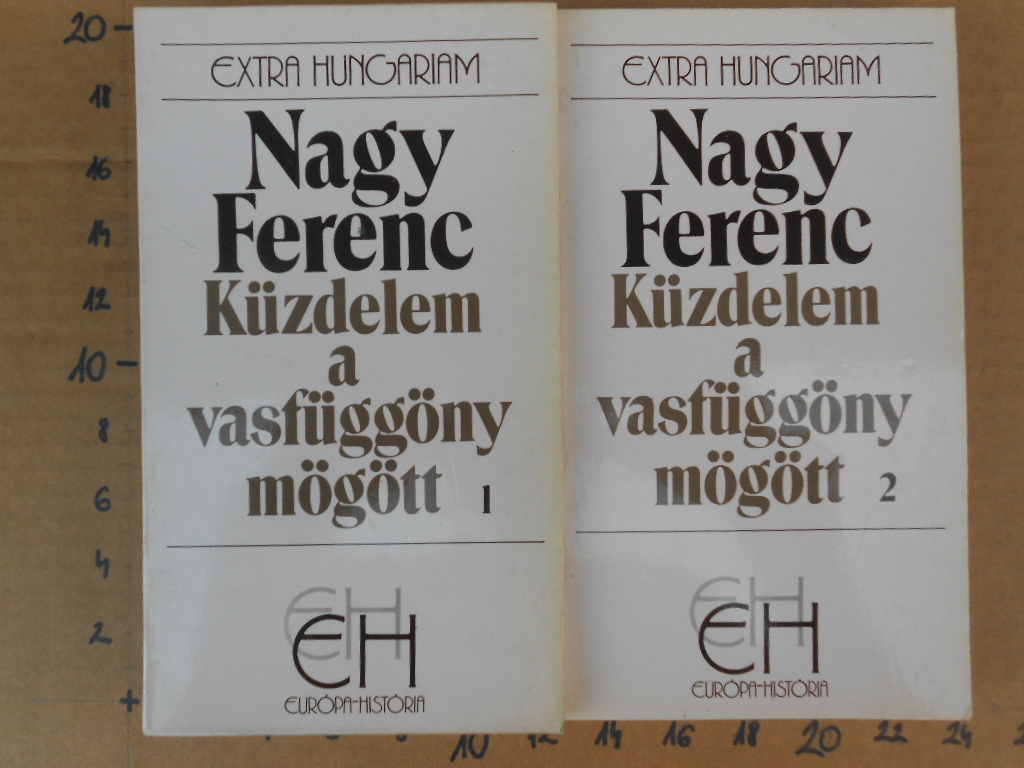 EXTRA HUNGARIAM
Nagy
Ferenc
Küzdelem
a
vasfüggöny
mögött 1
EH
EURÓPA-HISTÓRIA
EXTRA HUNGARIAM
Nagy
Ferenc
Küzdelem
a
vasfüggöny
mögött 2
EH
EURÓPA-HISTÓRIA
20
18
16
14
12
10
8
6
4
2
10 12 14 16 18 20 22 24